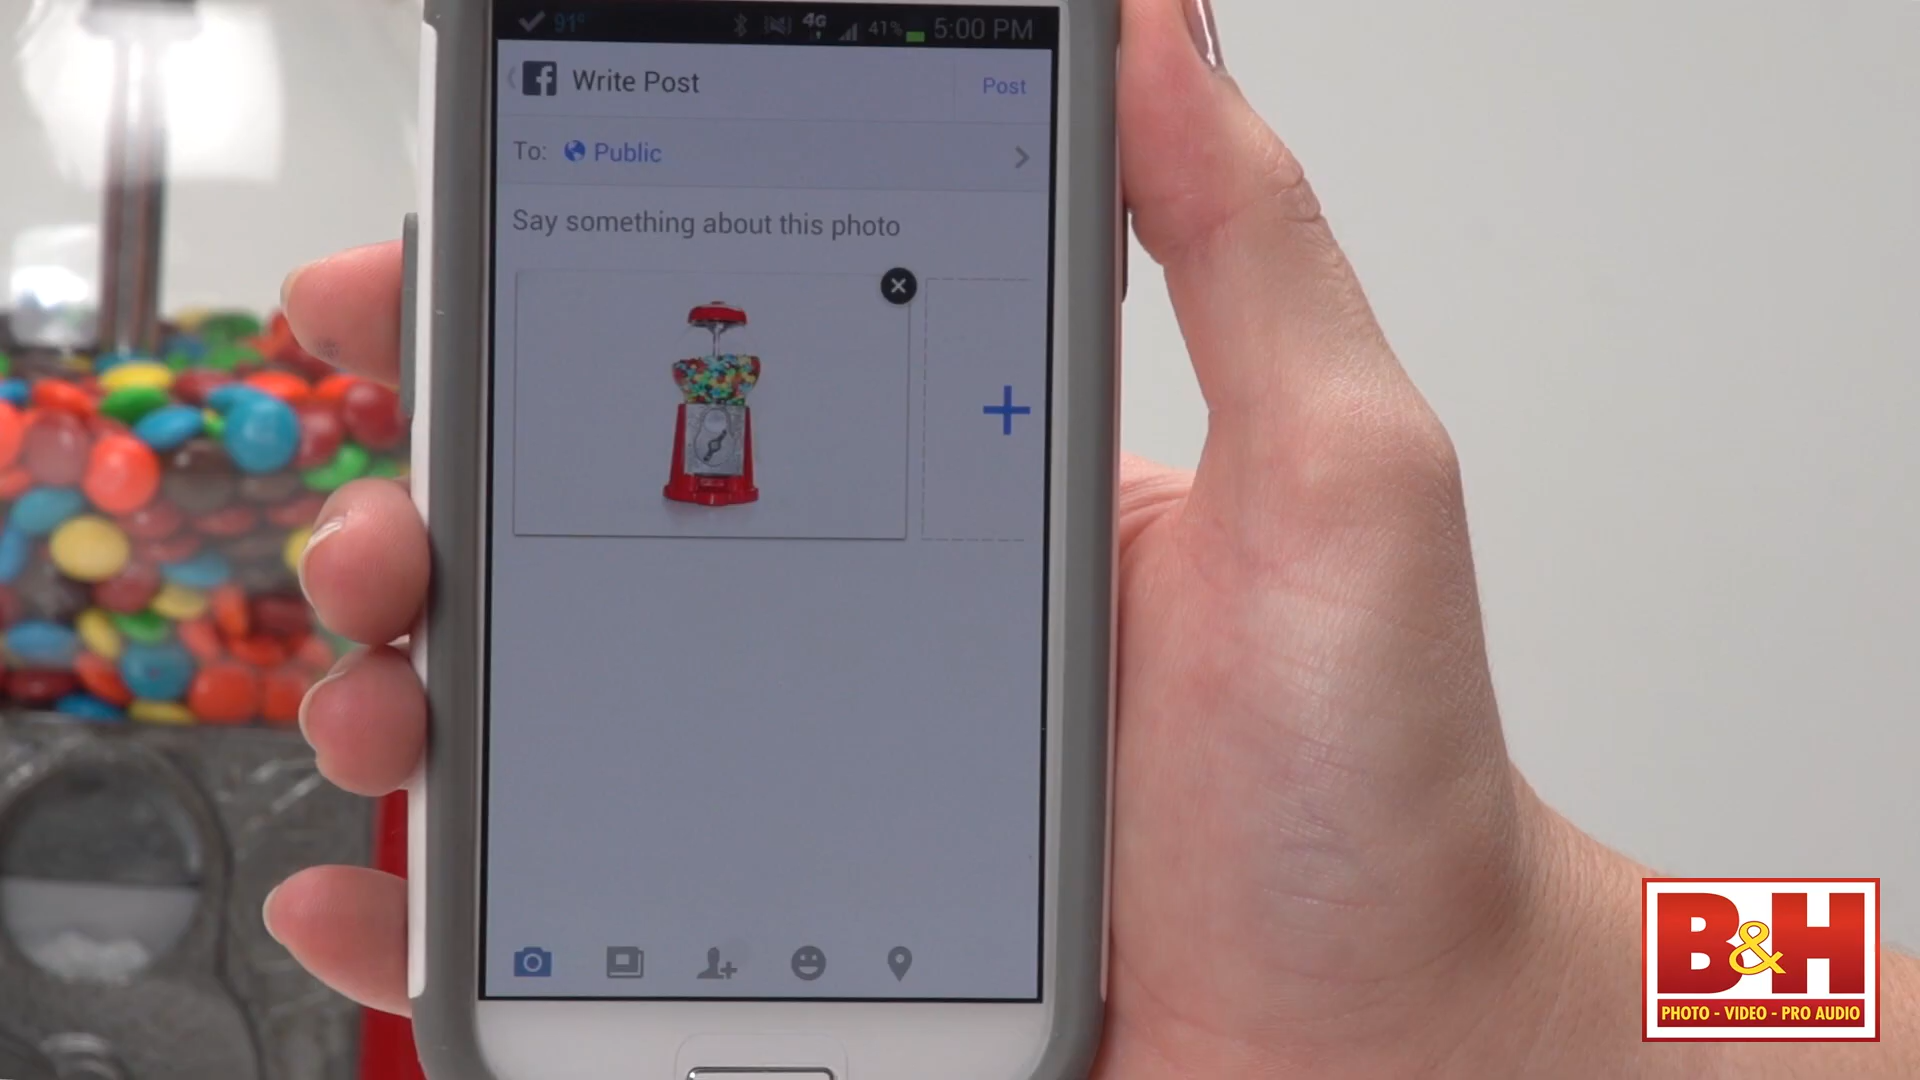 91° 4G 41% 5:00 PM
Write Post
Post
To: Public
Say something about this photo
B&H
PHOTO - VIDEO - PRO AUDIO